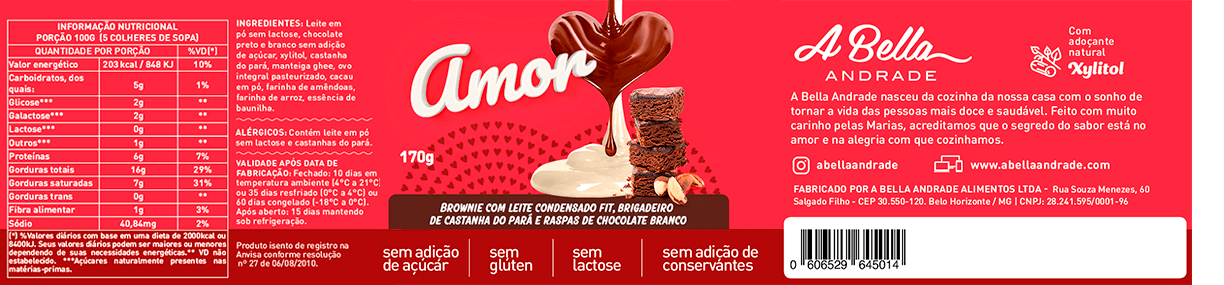 INFORMAÇÃO NUTRICIONAL
PORÇÃO 100G (5 COLHERES DE SOPA)
QUANTIDADE POR PORÇÃO %VD(*)
Valor energético 203 kcal / 848 KJ 10%
Carboidratos, dos quais: 5g 1%
Glicose*** 2g **
Galactose*** 2g **
Lactose*** 0g **
Outros*** 1g **
Proteínas 6g 7%
Gorduras totais 16g 29%
Gorduras saturadas 7g 31%
Gorduras trans 0g **
Fibra alimentar 1g 3%
Sódio 40,84mg 2%
(*) %Valores diários com base em uma dieta de 2000kcal ou
8400kJ. Seus valores diários podem ser maiores ou menores
dependendo de suas necessidades energéticas.** VD não
estabelecido. ***Açúcares naturalmente presentes nas
matérias-primas.
INGREDIENTES: Leite em
pó sem lactose, chocolate
preto e branco sem adição
de açúcar, xylitol, castanha
do pará, manteiga ghee, ovo
integral pasteurizado, cacau
em pó, farinha de amêndoas,
farinha de arroz, essência de
baunilha.
ALÉRGICOS: Contém leite em pó
sem lactose e castanhas do pará.
VALIDADE APÓS DATA DE
FABRICAÇÃO: Fechado: 10 dias em
temperatura ambiente (4°C a 21°C)
ou 35 dias resfriado (0°C a 4°C) ou
60 dias congelado (-18°C a 0°C).
Após aberto: 15 dias mantendo
sob refrigeração.
Produto isento de registro na
Anvisa conforme resolução
nº 27 de 06/08/2010.
Amor
170g
BROWNIE COM LEITE CONDENSADO FIT, BRIGADEIRO
DE CASTANHA DO PARÁ E RASPAS DE CHOCOLATE BRANCO
sem adição
de açúcar
sem
glúten
sem
lactose
sem adição de
conservantes
A Bella
ANDRADE
Com
adoçante
natural
Xylitol
A Bella Andrade nasceu da cozinha da nossa casa com o sonho de
tornar a vida das pessoas mais doce e saudável. Feito com muito
carinho pelas Marias, acreditamos que o segredo do sabor está no
amor e na alegria com que cozinhamos.
abellaandrade
www.abellaandrade.com
FABRICADO POR A BELLA ANDRADE ALIMENTOS LTDA - Rua Souza Menezes, 60
Salgado Filho - CEP 30.550-120. Belo Horizonte / MG | CNPJ: 28.241.595/0001-96
0 606529 645014